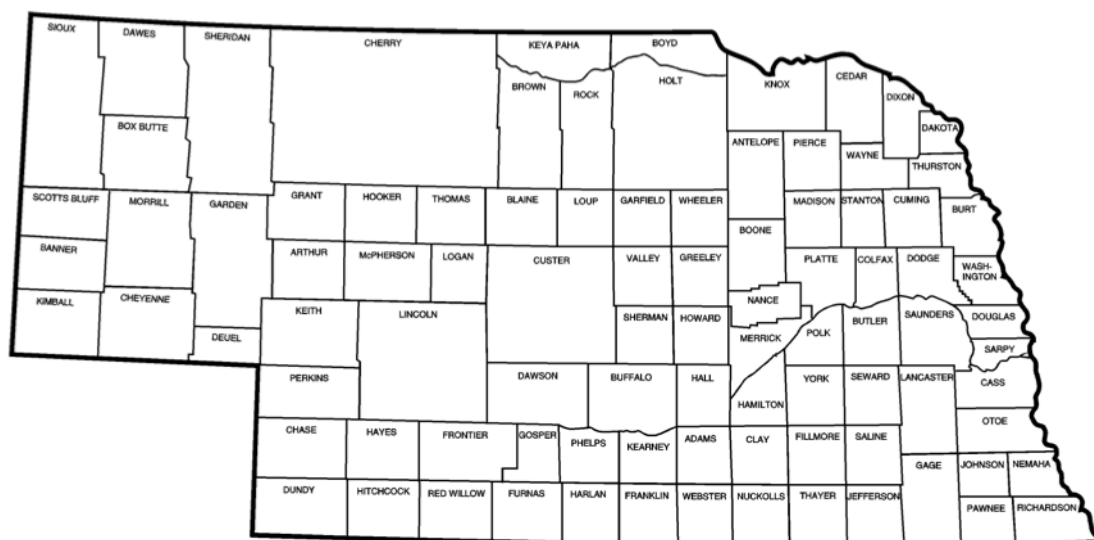 SIOUX
DAWES
SHERIDAN
CHERRY
KEYA PAHA
BOYD
BROWN
ROCK
HOLT
KNOX
CEDAR
DIXON
DAKOTA
BOX BUTTE
ANTELOPE
PIERCE
WAYNE
THURSTON
SCOTTS BLUFF
MORRILL
GARDEN
GRANT
HOOKER
THOMAS
BLAINE
LOUP
GARFIELD
WHEELER
MADISON
STANTON
CUMING
BURT
BANNER
ARTHUR
McPHERSON
LOGAN
CUSTER
VALLEY
GREELEY
BOONE
PLATTE
COLFAX
DODGE
WASH-
INGTON
KIMBALL
CHEYENNE
DEUEL
KEITH
LINCOLN
SHERMAN
HOWARD
NANCE
MERRICK
POLK
BUTLER
SAUNDERS
DOUGLAS
SARPY
PERKINS
DAWSON
BUFFALO
HALL
HAMILTON
YORK
SEWARD
LANCASTER
CASS
OTOE
CHASE
HAYES
FRONTIER
GOSPER
PHELPS
KEARNEY
ADAMS
CLAY
FILLMORE
SALINE
GAGE
JOHNSON
NEMAHA
DUNDY
HITCHCOCK
RED WILLOW
FURNAS
HARLAN
FRANKLIN
WEBSTER
NUCKOLLS
THAYER
JEFFERSON
PAWNEE
RICHARDSON